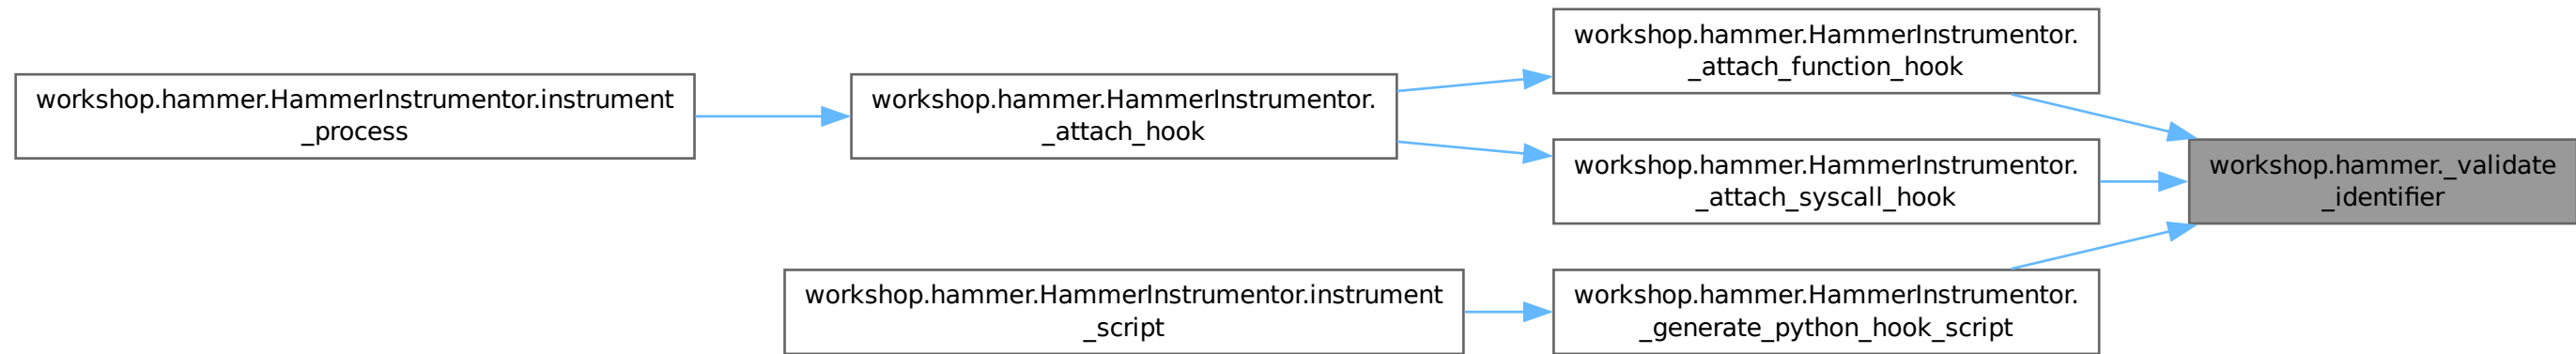 workshop.hammer.HammerInstrumentor.instrument
_process
workshop.hammer.HammerInstrumentor.
_attach_hook
workshop.hammer.HammerInstrumentor.
_attach_function_hook
workshop.hammer.HammerInstrumentor.
_attach_syscall_hook
workshop.hammer._validate
_identifier
workshop.hammer.HammerInstrumentor.instrument
_script
workshop.hammer.HammerInstrumentor.
_generate_python_hook_script